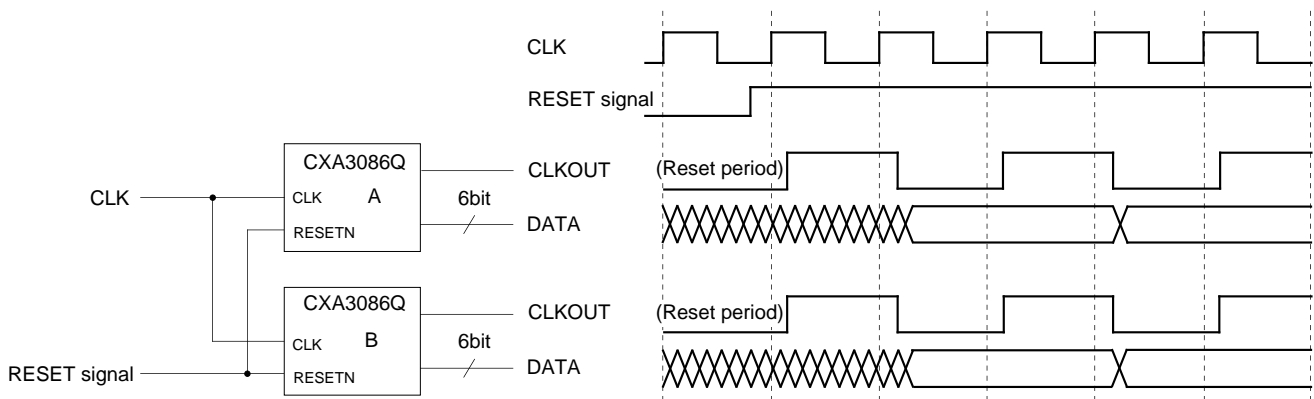 CLK
RESET signal
CXA3086Q
A
CLK
RESETN
6bit
CLKOUT
DATA
(Reset period)
CLK
CXA3086Q
B
CLK
RESETN
6bit
CLKOUT
DATA
(Reset period)
RESET signal